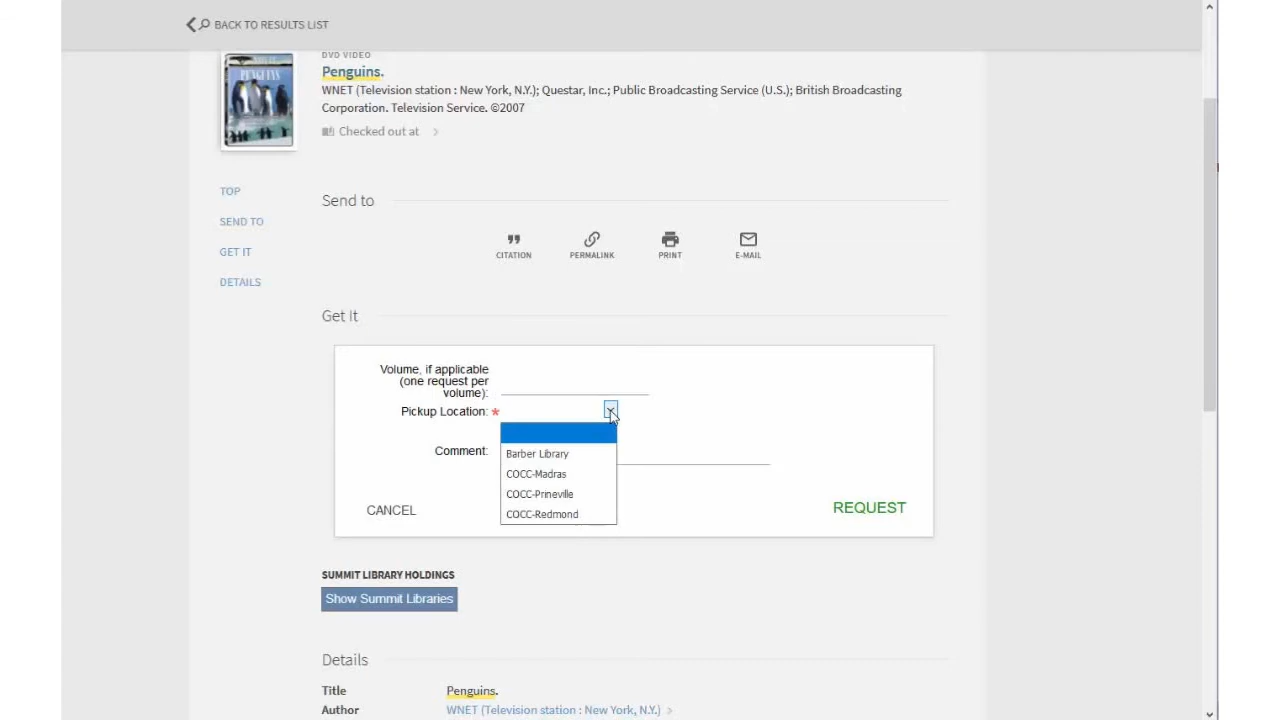 BACK TO RESULTS LIST
DVD VIDEO
PENGUINS
Penguins.
WNET (Television station : New York, N.Y.); Questar, Inc.; Public Broadcasting Service (U.S.); British Broadcasting
Corporation. Television Service. ©2007
Checked out at
TOP
SEND TO
GET IT
DETAILS
Send to
CITATION
PERMALINK
PRINT
E-MAIL
Get It
Volume, if applicable
(one request per
volume):
Pickup Location: *
Barber Library
COCC-Madras
COCC-Prineville
COCC-Redmond
Comment:
CANCEL
REQUEST
SUMMIT LIBRARY HOLDINGS
Show Summit Libraries
Details
Title Penguins.
Author WNET (Television station : New York, N.Y.) >